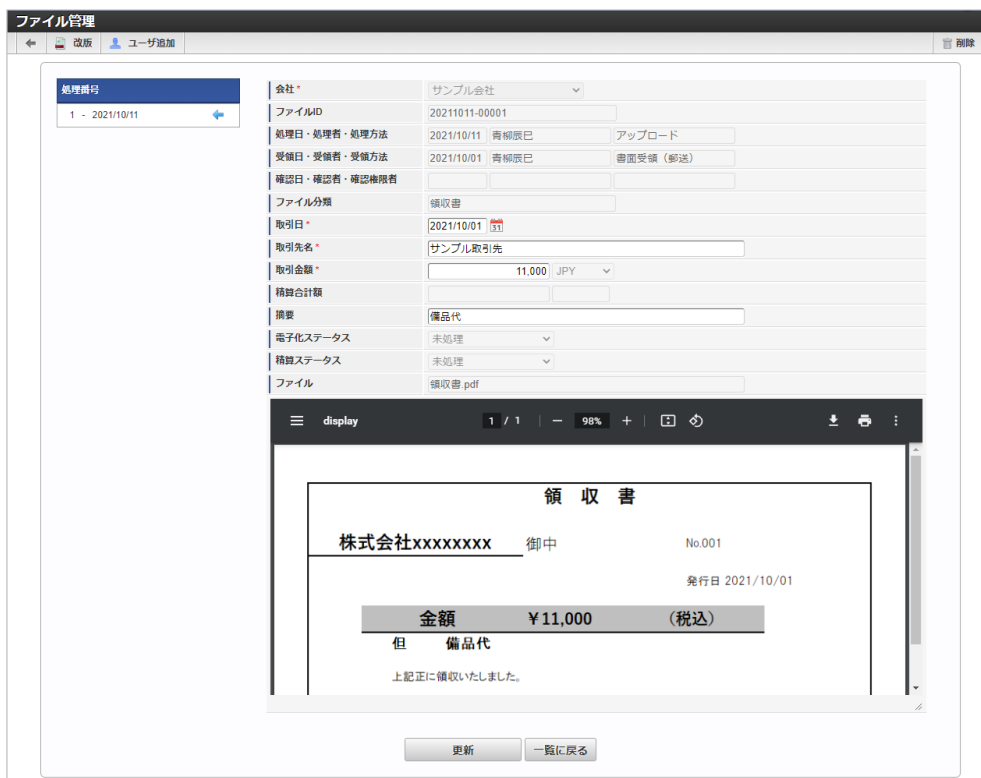 ファイル管理
改版 ユーザ追加 削除
処理番号
1 - 2021/10/11
会社* サンプル会社
ファイルID 20211011-00001
処理日・処理者・処理方法 2021/10/11 青柳辰巳 アップロード
受領日・受領者・受領方法 2021/10/01 青柳辰巳 書面受領（郵送）
確認日・確認者・確認権限者
ファイル分類 領収書
取引日* 2021/10/01 31
取引先名* サンプル取引先
取引金額* 11,000 JPY
精算合計額
摘要 備品代
電子化ステータス 未処理
精算ステータス 未処理
ファイル 領収書.pdf
display 1 / 1 | − 98% + |
領 収 書
株式会社xxxxxxxx 御中 No.001
発行日 2021/10/01
金額 ¥11,000 （税込）
但 備品代
上記正に領収いたしました。
更新 一覧に戻る